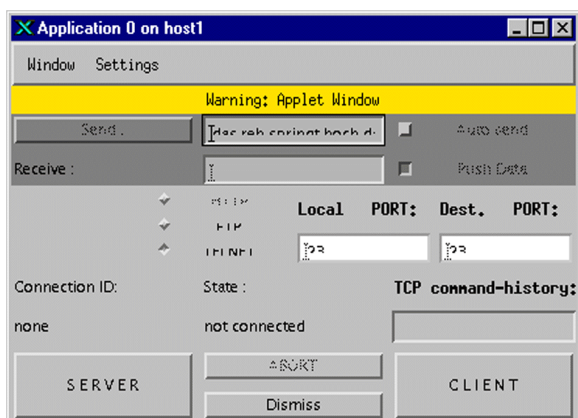 Application 0 on host1
Window Settings
Warning: Applet Window
Send . das reh springt hoch d Auto send
Receive : Push Data
HTTP
FTP
TELNET
Local PORT: Dest. PORT:
23 23
Connection ID: State : TCP command-history:
none not connected
SERVER ABORT CLIENT
Dismiss